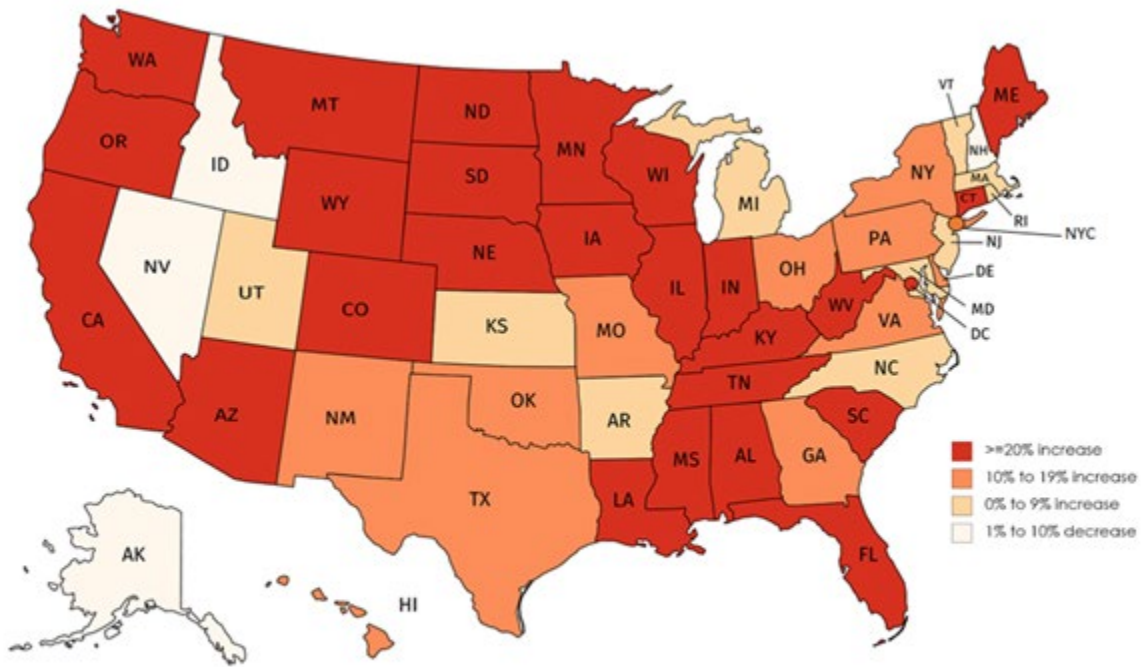 WA
MT
ND
MN
OR
ID
SD
WI
WY
MI
NE
IA
NV
UT
CO
KS
CA
IL
IN
OH
MO
PA
NY
VT
ME
NH
MA
CT
RI
NYC
NJ
DE
MD
DC
WV
VA
KY
NC
TN
AZ
NM
OK
AR
SC
MS
AL
GA
TX
LA
FL
AK
HI
>=20% increase
10% to 19% increase
0% to 9% increase
1% to 10% decrease